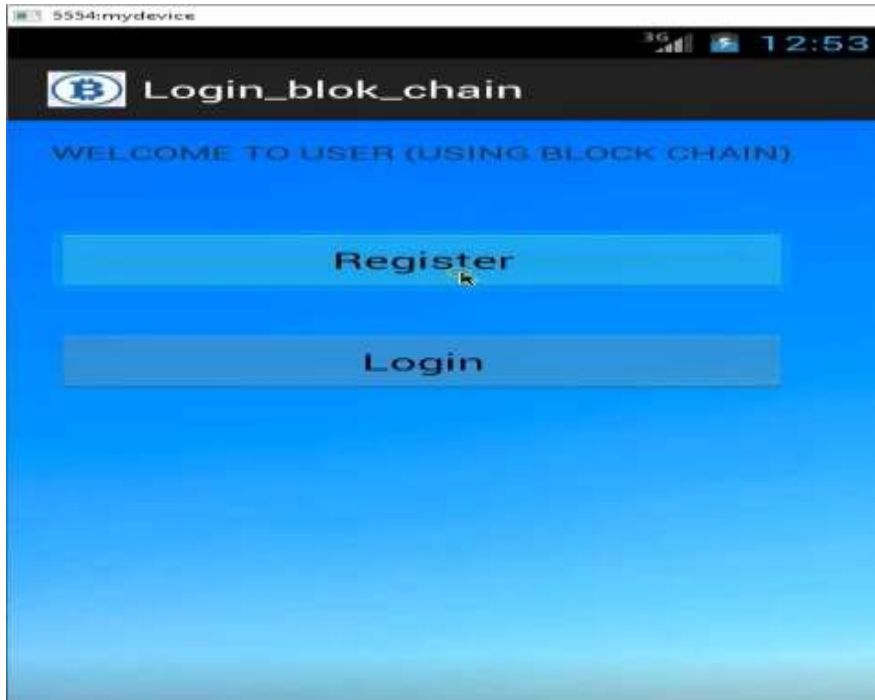 5554:mydevice
3G 12:53
Login_blok_chain
WELCOME TO USER (USING BLOCK CHAIN)
Register
Login